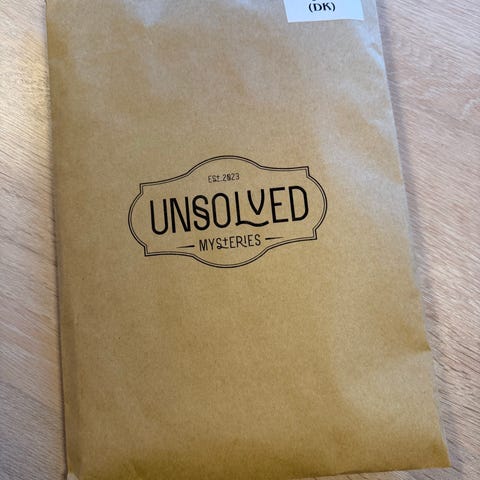 (DK)
EST. 2023
UNSOLVED
MYSTERIES